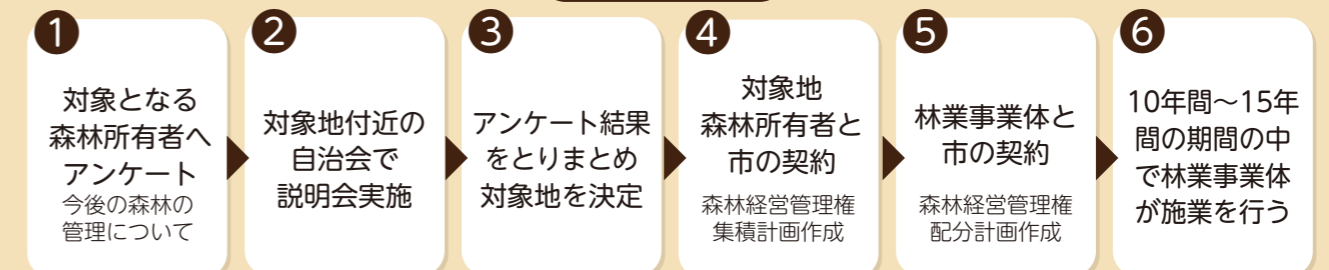 1
対象となる
森林所有者へ
アンケート
今後の森林の
管理について
2
対象地付近の
自治会で
説明会実施
3
アンケート結果
をとりまとめ
対象地を決定
4
対象地
森林所有者と
市の契約
森林経営管理権
集積計画作成
5
林業事業体と
市の契約
森林経営管理権
配分計画作成
6
10年間～15年
間の期間の中
で林業事業体
が施業を行う